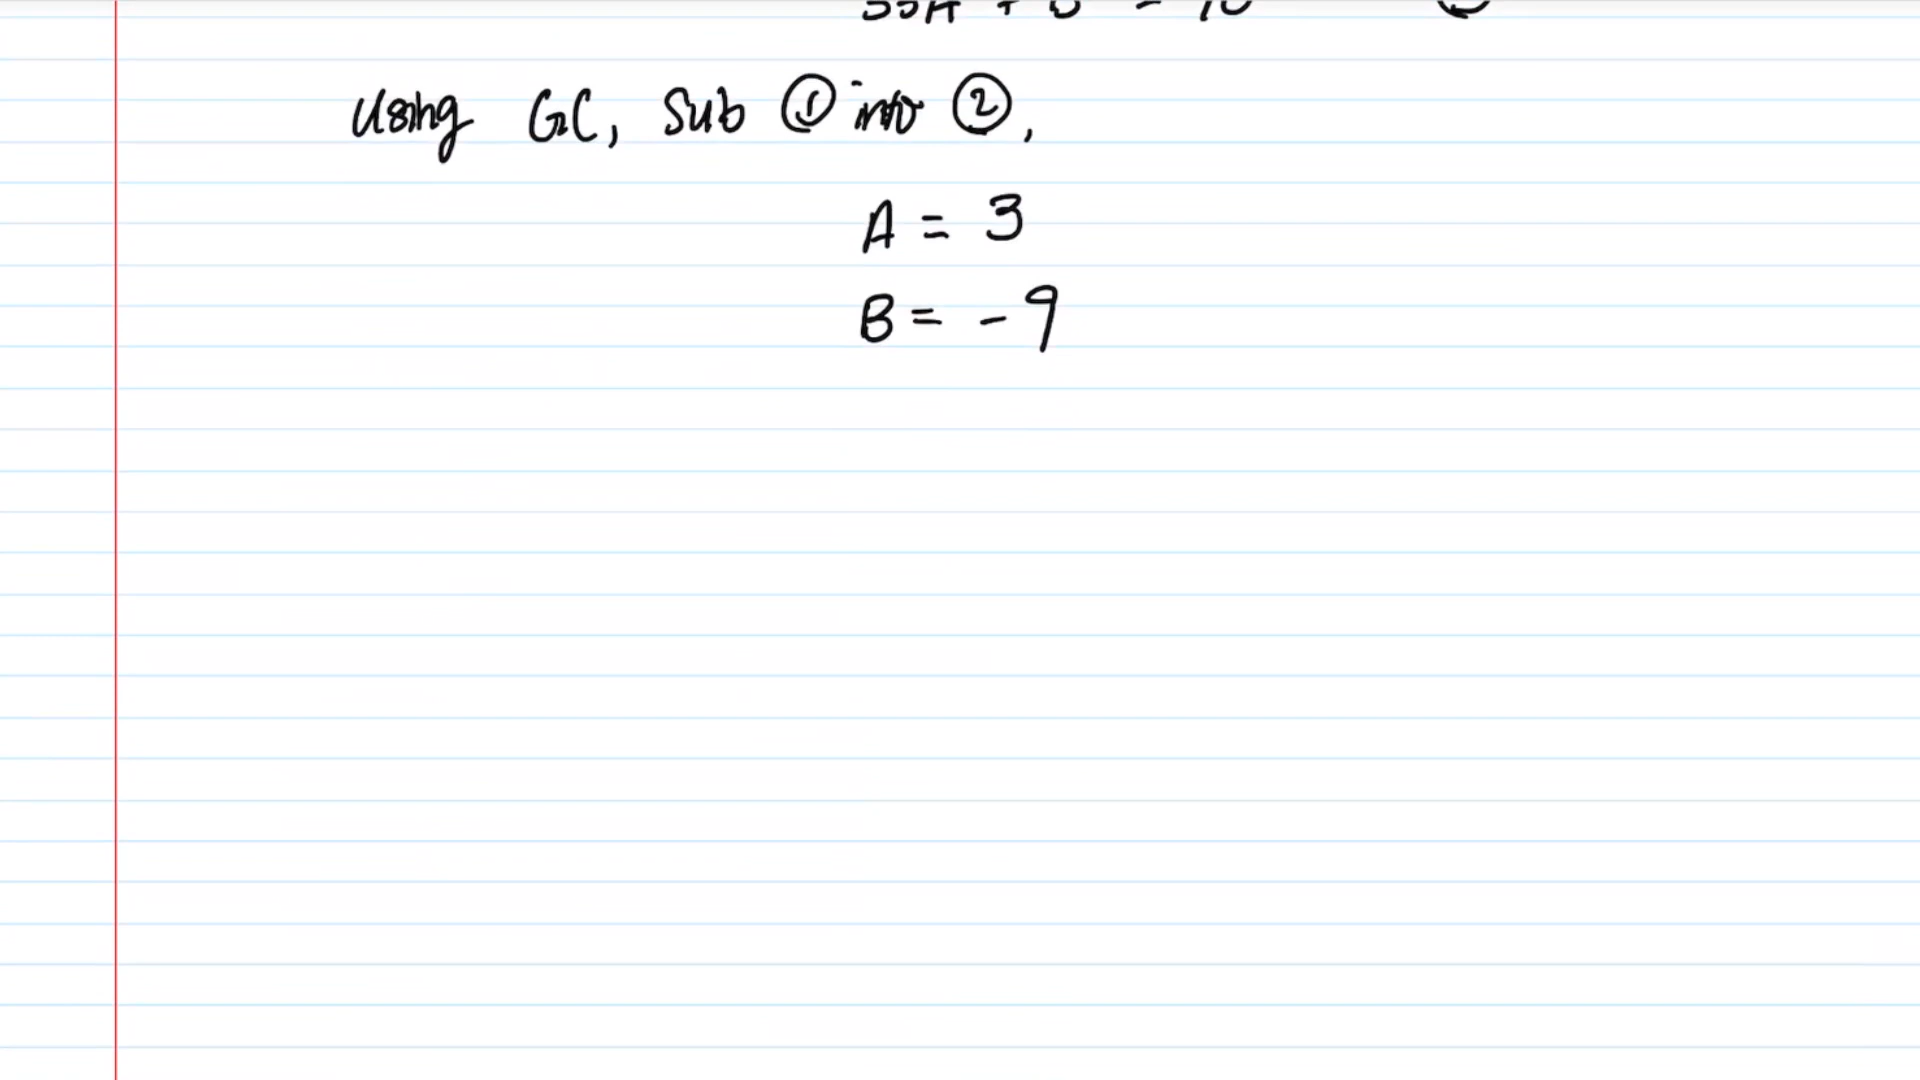 Using GC, Sub ① into ②,
A = 3
B = - 9